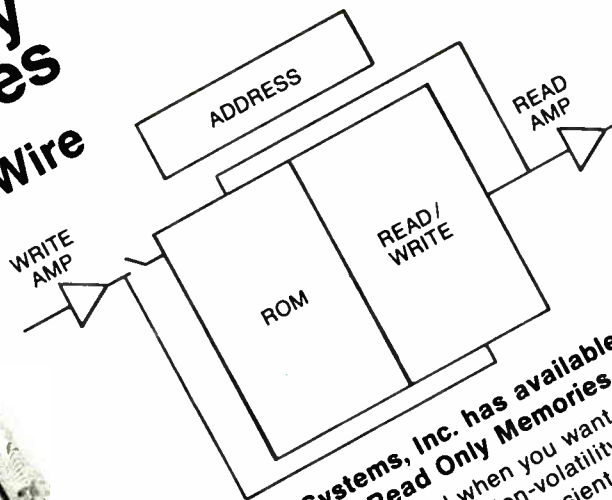 Wire
ADDRESS
READ
AMP
READ/
WRITE
WRITE
AMP
ROM
Systems, Inc. has available
Read Only Memories
when you want